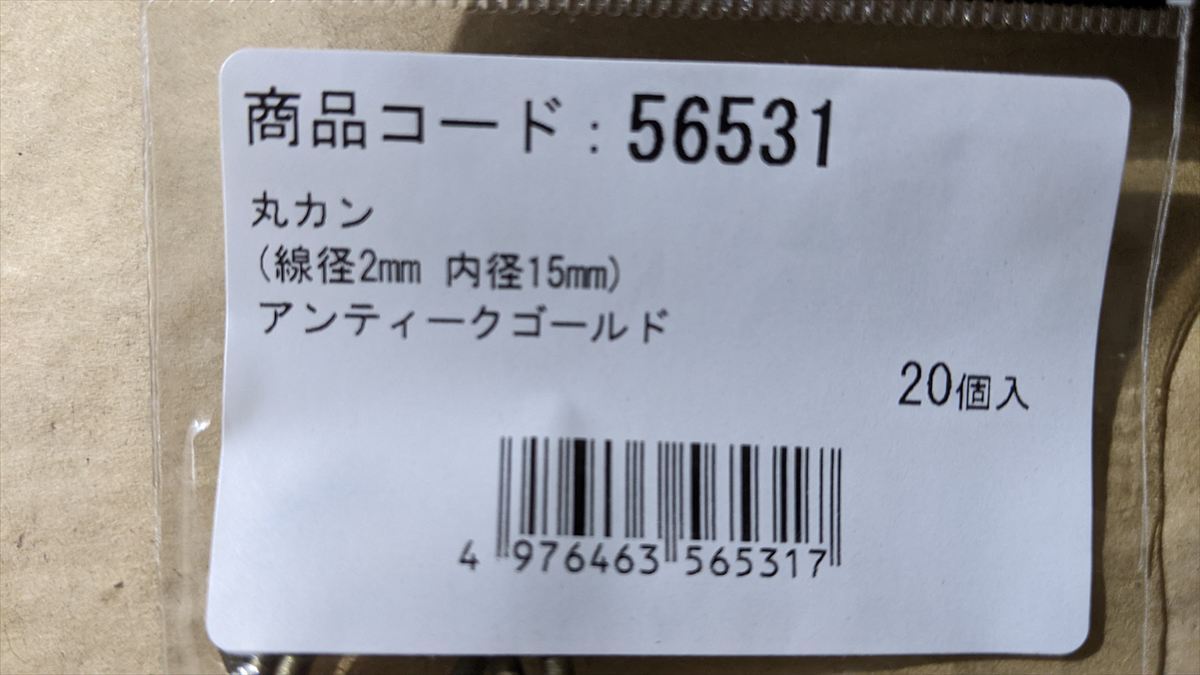 商品コード：56531
丸カン
(線径2mm 内径15mm)
アンティークゴールド
20個入
4 976463 565317